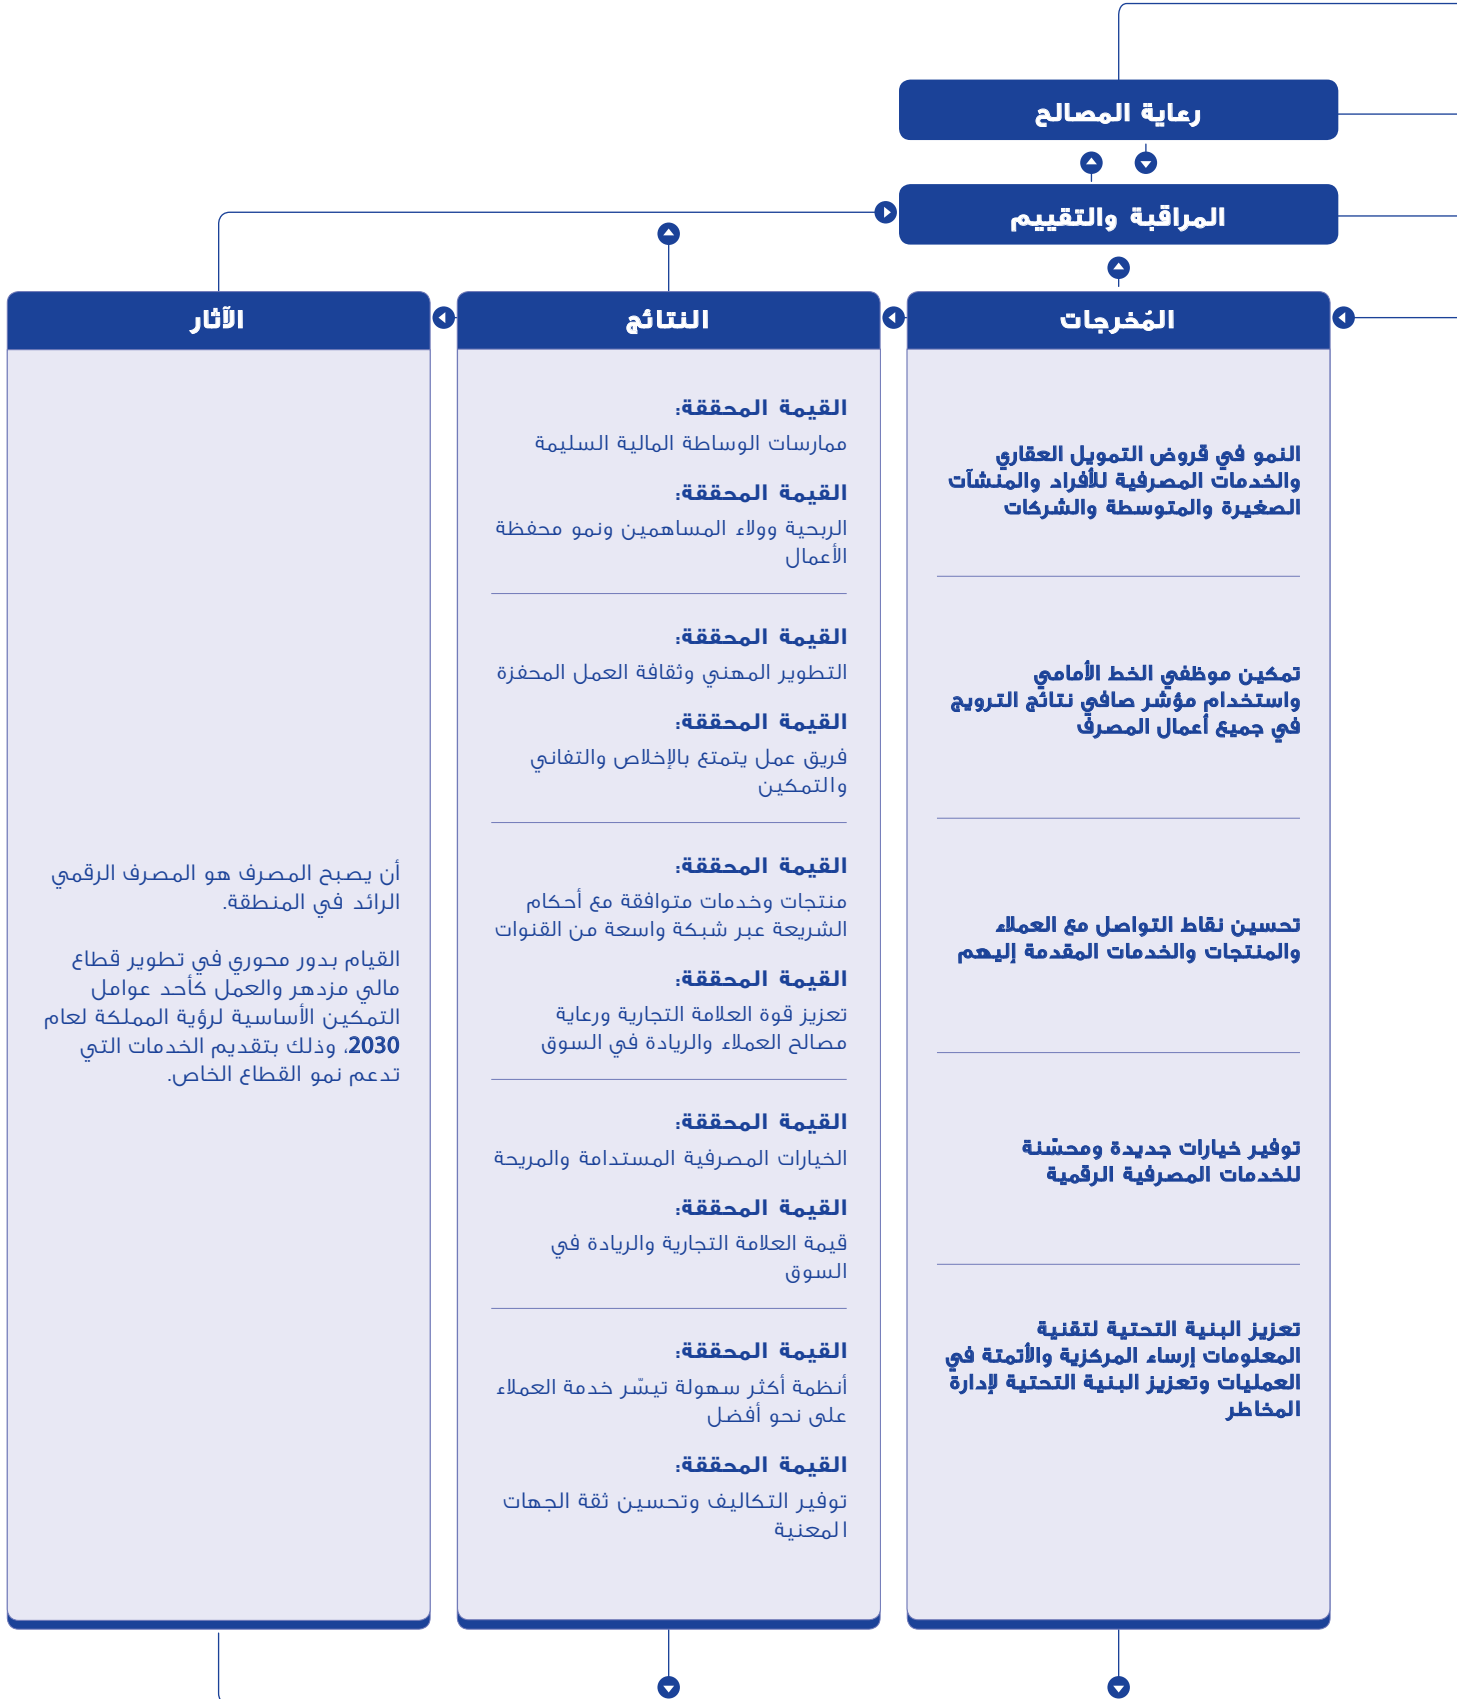 رعاية المصالح
المراقبة والتقييم
المُخرجات
النمو في قروض التمويل العقاري
والخدمات المصرفية للأفراد والمنشآت
الصغيرة والمتوسطة والشركات
تمكين موظفي الخط الأمامي
واستخدام مؤشر صافي نتائج الترويج
في جميع أعمال المصرف
تحسين نقاط التواصل مع العملاء
والمنتجات والخدمات المقدمة إليهم
توفير خيارات جديدة ومحسّنة
للخدمات المصرفية الرقمية
تعزيز البنية التحتية لتقنية
المعلومات إرساء المركزية والأتمتة في
العمليات وتعزيز البنية التحتية لإدارة
المخاطر
النتائج
القيمة المحققة:
ممارسات الوساطة المالية السليمة
القيمة المحققة:
الربحية وولاء المساهمين ونمو محفظة
الأعمال
القيمة المحققة:
التطوير المهني وثقافة العمل المحفزة
القيمة المحققة:
فريق عمل يتمتع بالإخلاص والتفاني
والتمكين
القيمة المحققة:
منتجات وخدمات متوافقة مع أحكام
الشريعة عبر شبكة واسعة من القنوات
القيمة المحققة:
تعزيز قوة العلامة التجارية ورعاية
مصالح العملاء والريادة في السوق
القيمة المحققة:
الخيارات المصرفية المستدامة والمريحة
القيمة المحققة:
قيمة العلامة التجارية والريادة في
السوق
القيمة المحققة:
أنظمة أكثر سهولة تيسّر خدمة العملاء
على نحو أفضل
القيمة المحققة:
توفير التكاليف وتحسين ثقة الجهات
المعنية
الآثار
أن يصبح المصرف هو المصرف الرقمي
الرائد في المنطقة.
القيام بدور محوري في تطوير قطاع
مالي مزدهر والعمل كأحد عوامل
التمكين الأساسية لرؤية المملكة لعام
2030، وذلك بتقديم الخدمات التي
تدعم نمو القطاع الخاص.